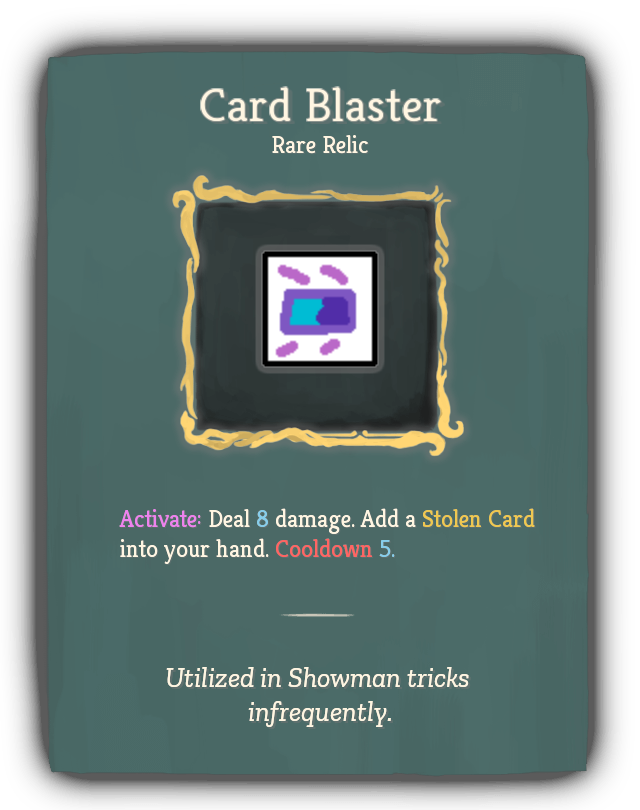 Card Blaster
Rare Relic
Activate: Deal 8 damage. Add a Stolen Card
into your hand. Cooldown 5.
Utilized in Showman tricks
infrequently.